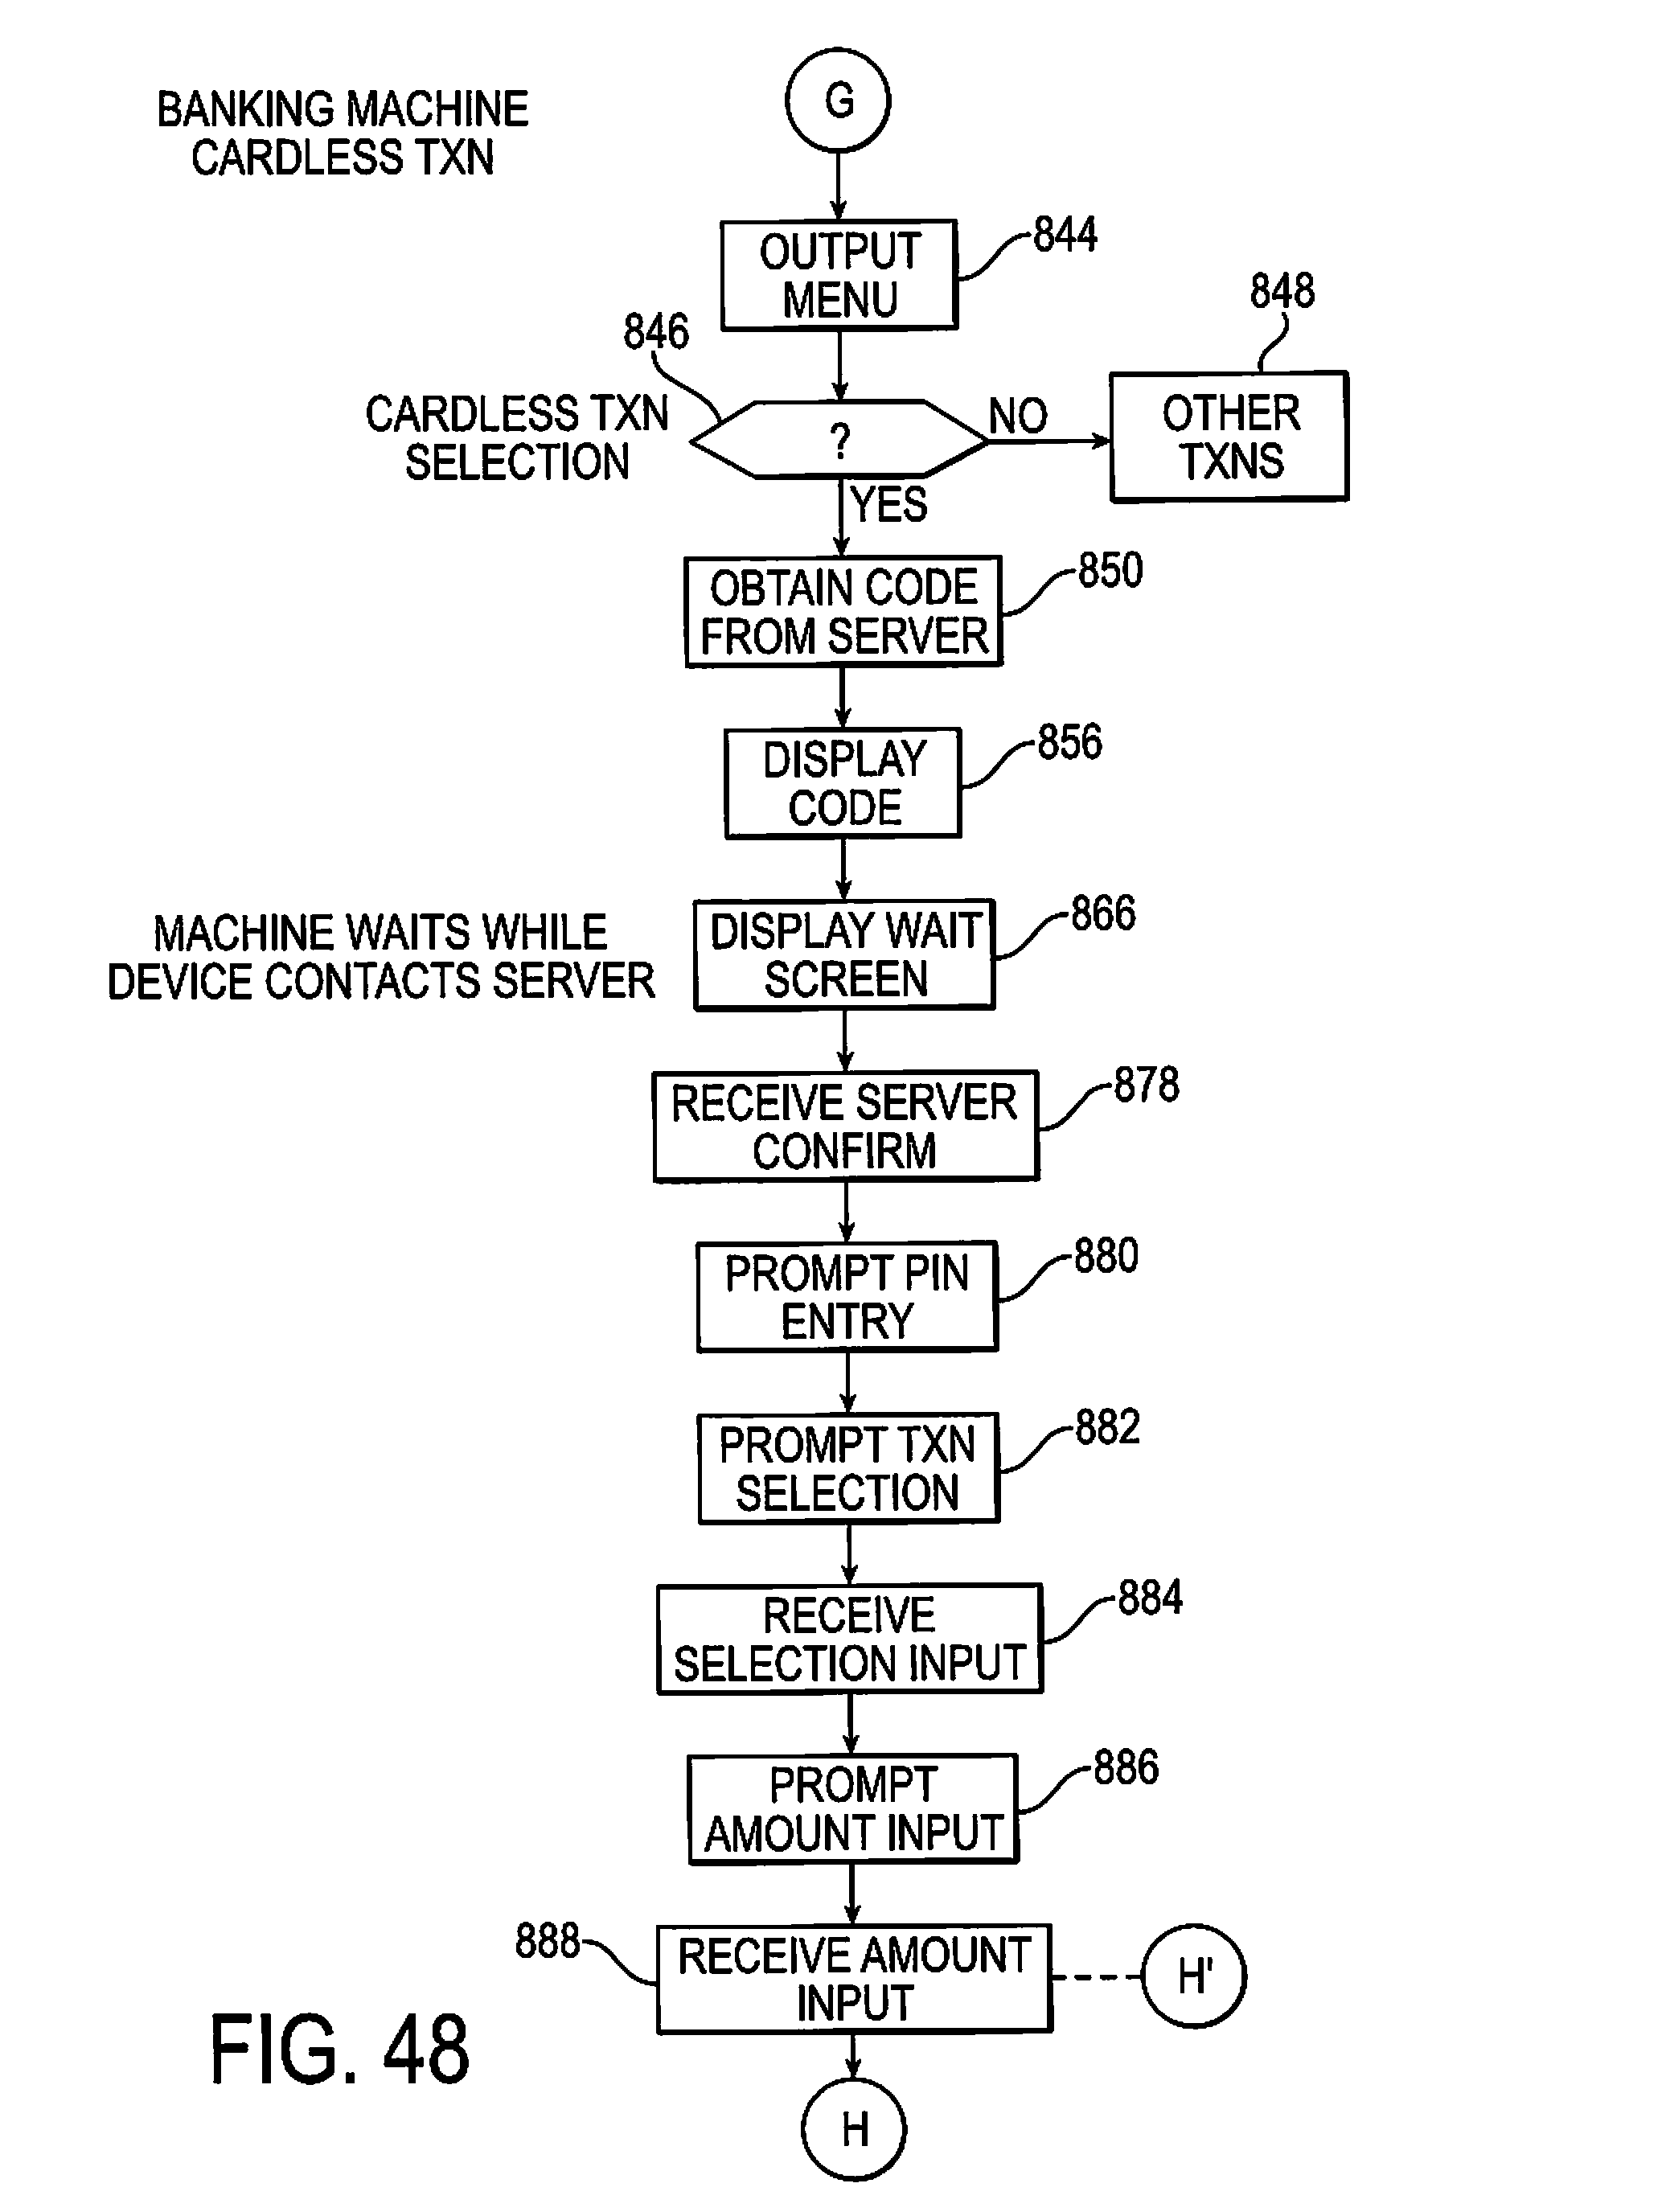 G
BANKING MACHINE
CARDLESS TXN
OUTPUT
MENU
844
846
848
CARDLESS TXN
SELECTION
?
NO
OTHER
TXNS
YES
OBTAIN CODE
FROM SERVER
850
DISPLAY
CODE
856
MACHINE WAITS WHILE
DEVICE CONTACTS SERVER
DISPLAY WAIT
SCREEN
866
RECEIVE SERVER
CONFIRM
878
PROMPT PIN
ENTRY
880
PROMPT TXN
SELECTION
882
RECEIVE
SELECTION INPUT
884
PROMPT
AMOUNT INPUT
886
888
RECEIVE AMOUNT
INPUT
H'
FIG. 48
H